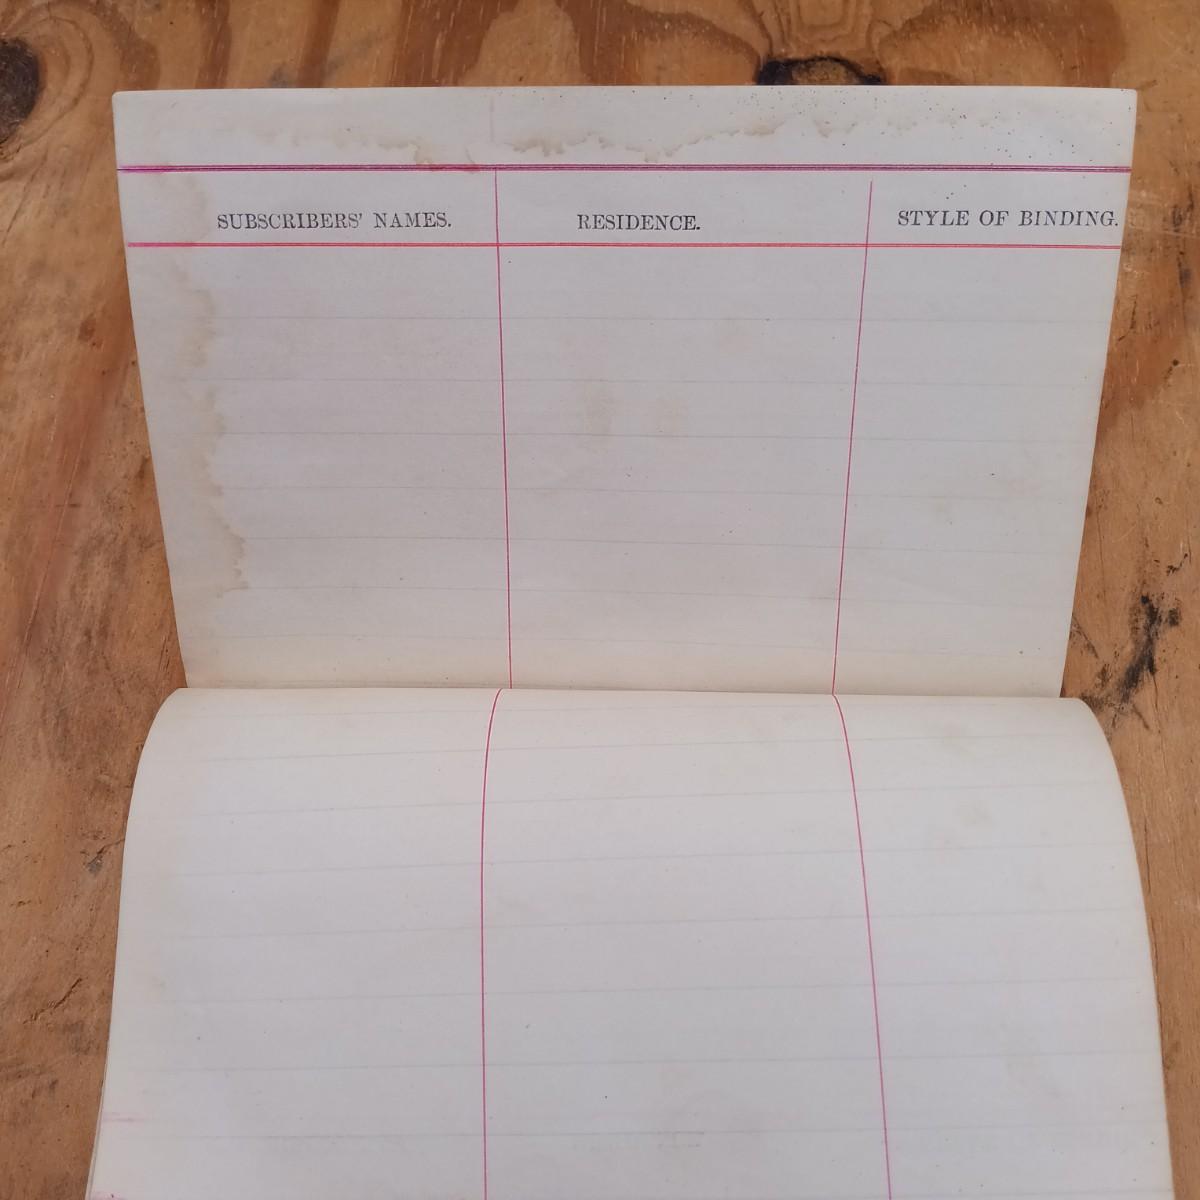 SUBSCRIBERS' NAMES. RESIDENCE. STYLE OF BINDING.